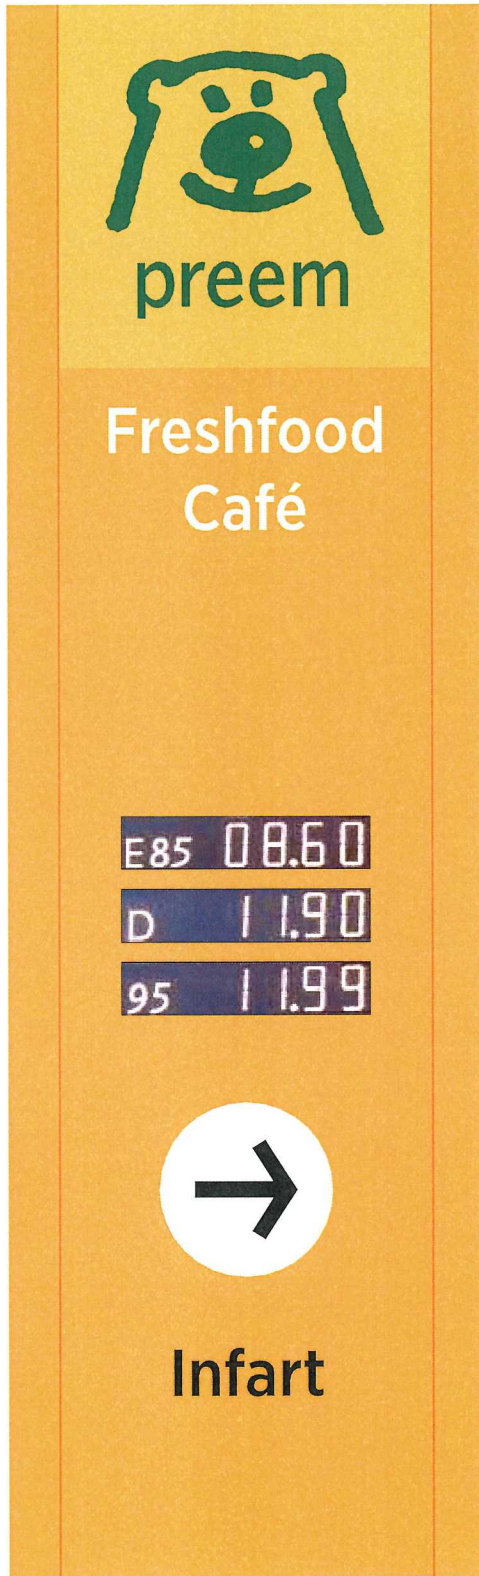 preem
Freshfood
Café
E85 08.60
D 11.90
95 11.99
→
Infart